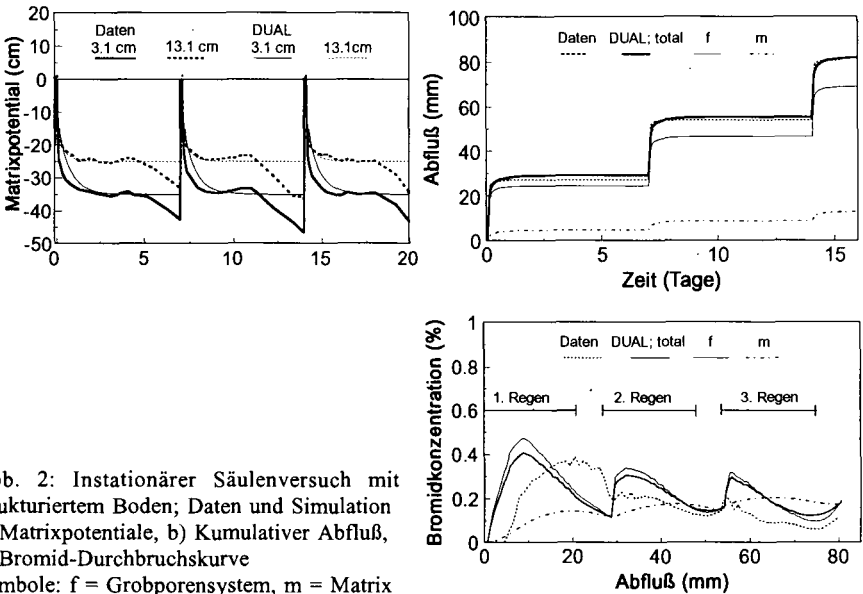 Daten DUAL
3.1 cm 13.1 cm 3.1 cm 13.1cm
Matrixpotential (cm)
20
10
0
-10
-20
-30
-40
-50
0 5 10 15 20
Daten DUAL; total f m
Abfluß (mm)
100
80
60
40
20
0
0 5 10 15
Zeit (Tage)
Daten DUAL; total f m
1. Regen 2. Regen 3. Regen
Bromidkonzentration (%)
1
0.8
0.6
0.4
0.2
0
0 20 40 60 80
Abfluß (mm)
b. 2: Instationärer Säulenversuch mit
ukturiertem Boden; Daten und Simulation
Matrixpotentiale, b) Kumulativer Abfluß,
Bromid-Durchbruchskurve
mbole: f = Grobporensystem, m = Matrix